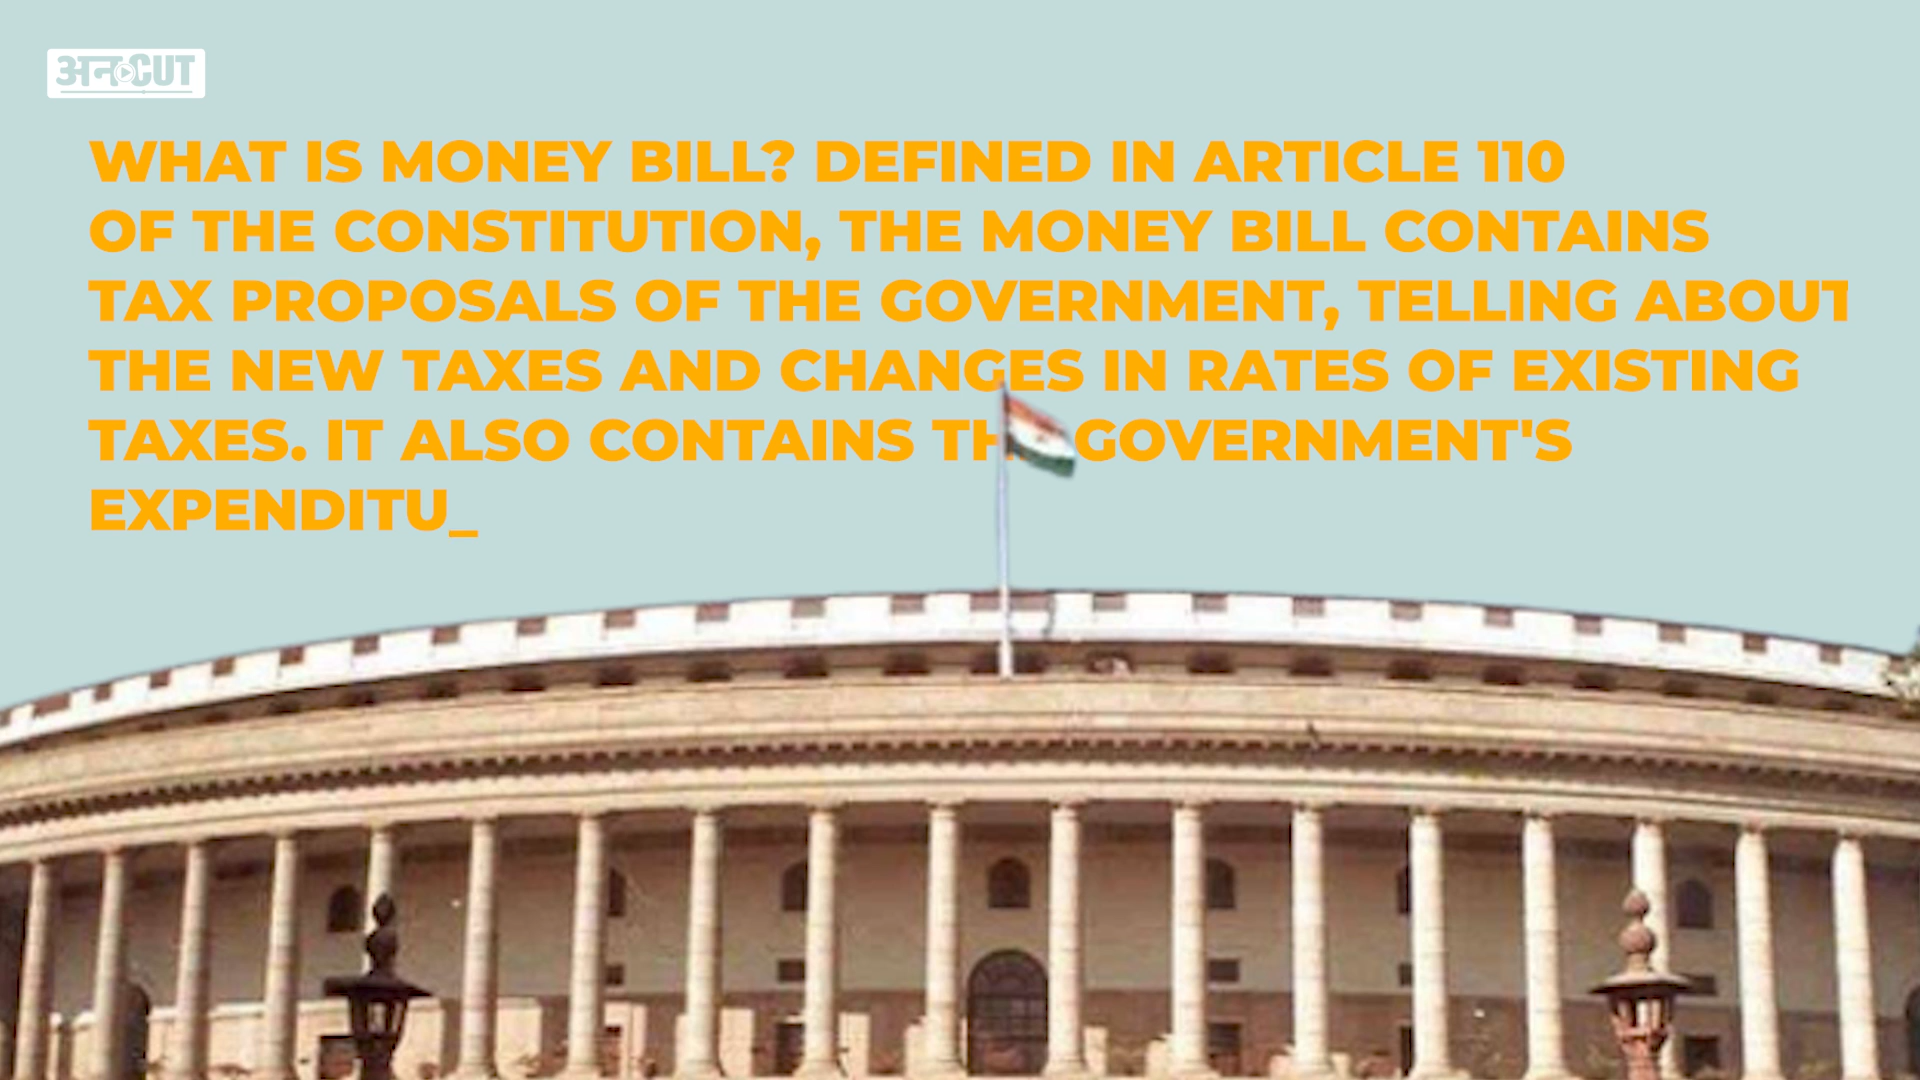 अनCUT
WHAT IS MONEY BILL? DEFINED IN ARTICLE 110
OF THE CONSTITUTION, THE MONEY BILL CONTAINS
TAX PROPOSALS OF THE GOVERNMENT, TELLING ABOUT
THE NEW TAXES AND CHANGES IN RATES OF EXISTING
TAXES. IT ALSO CONTAINS TH GOVERNMENT'S
EXPENDITU_